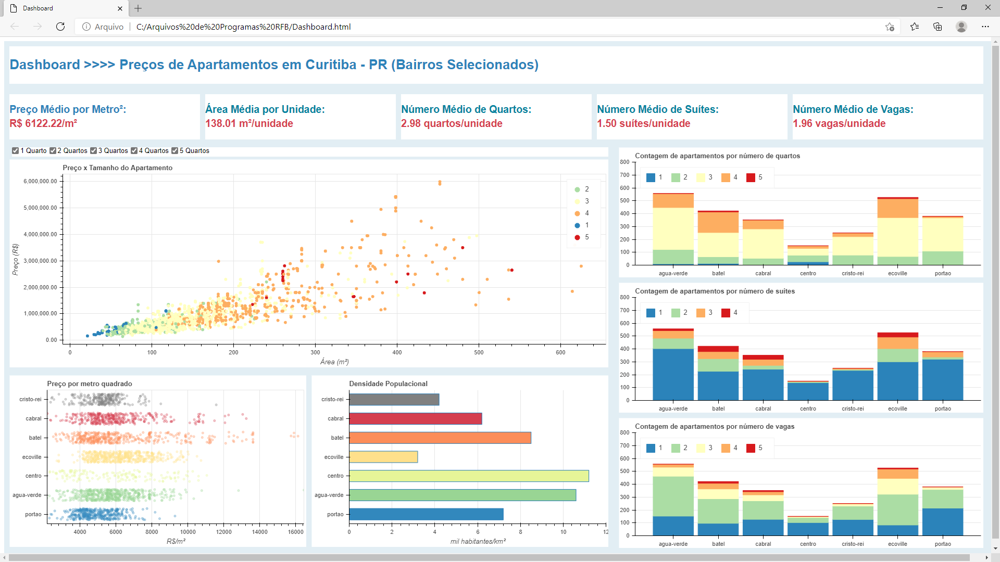 Dashboard
Arquivo | C:/Arquivos%20de%20Programas%20RFB/Dashboard.html
Dashboard >>>> Preços de Apartamentos em Curitiba - PR (Bairros Selecionados)
Preço Médio por Metro²:
R$ 6122.22/m²
Área Média por Unidade:
138.01 m²/unidade
Número Médio de Quartos:
2.98 quartos/unidade
Número Médio de Suítes:
1.50 suítes/unidade
Número Médio de Vagas:
1.96 vagas/unidade
1 Quarto 2 Quartos 3 Quartos 4 Quartos 5 Quartos
Preço x Tamanho do Apartamento
Preço (R$)
6,000,000.00
5,000,000.00
4,000,000.00
3,000,000.00
2,000,000.00
1,000,000.00
0.00
2
3
4
1
5
0 100 200 300 400 500 600
Área (m²)
Preço por metro quadrado
cristo-rei
cabral
batel
ecoville
centro
agua-verde
portao
4000 6000 8000 10000 12000 14000 16000
R$/m²
Densidade Populacional
cristo-rei
cabral
batel
ecoville
centro
agua-verde
portao
0 2 4 6 8 10 12
mil habitantes/km²
Contagem de apartamentos por número de quartos
800
700
600
500
400
300
200
100
0
1 2 3 4 5
agua-verde batel cabral centro cristo-rei ecoville portao
Contagem de apartamentos por número de suítes
800
700
600
500
400
300
200
100
0
1 2 3 4
agua-verde batel cabral centro cristo-rei ecoville portao
Contagem de apartamentos por número de vagas
800
700
600
500
400
300
200
100
0
1 2 3 4 5
agua-verde batel cabral centro cristo-rei ecoville portao